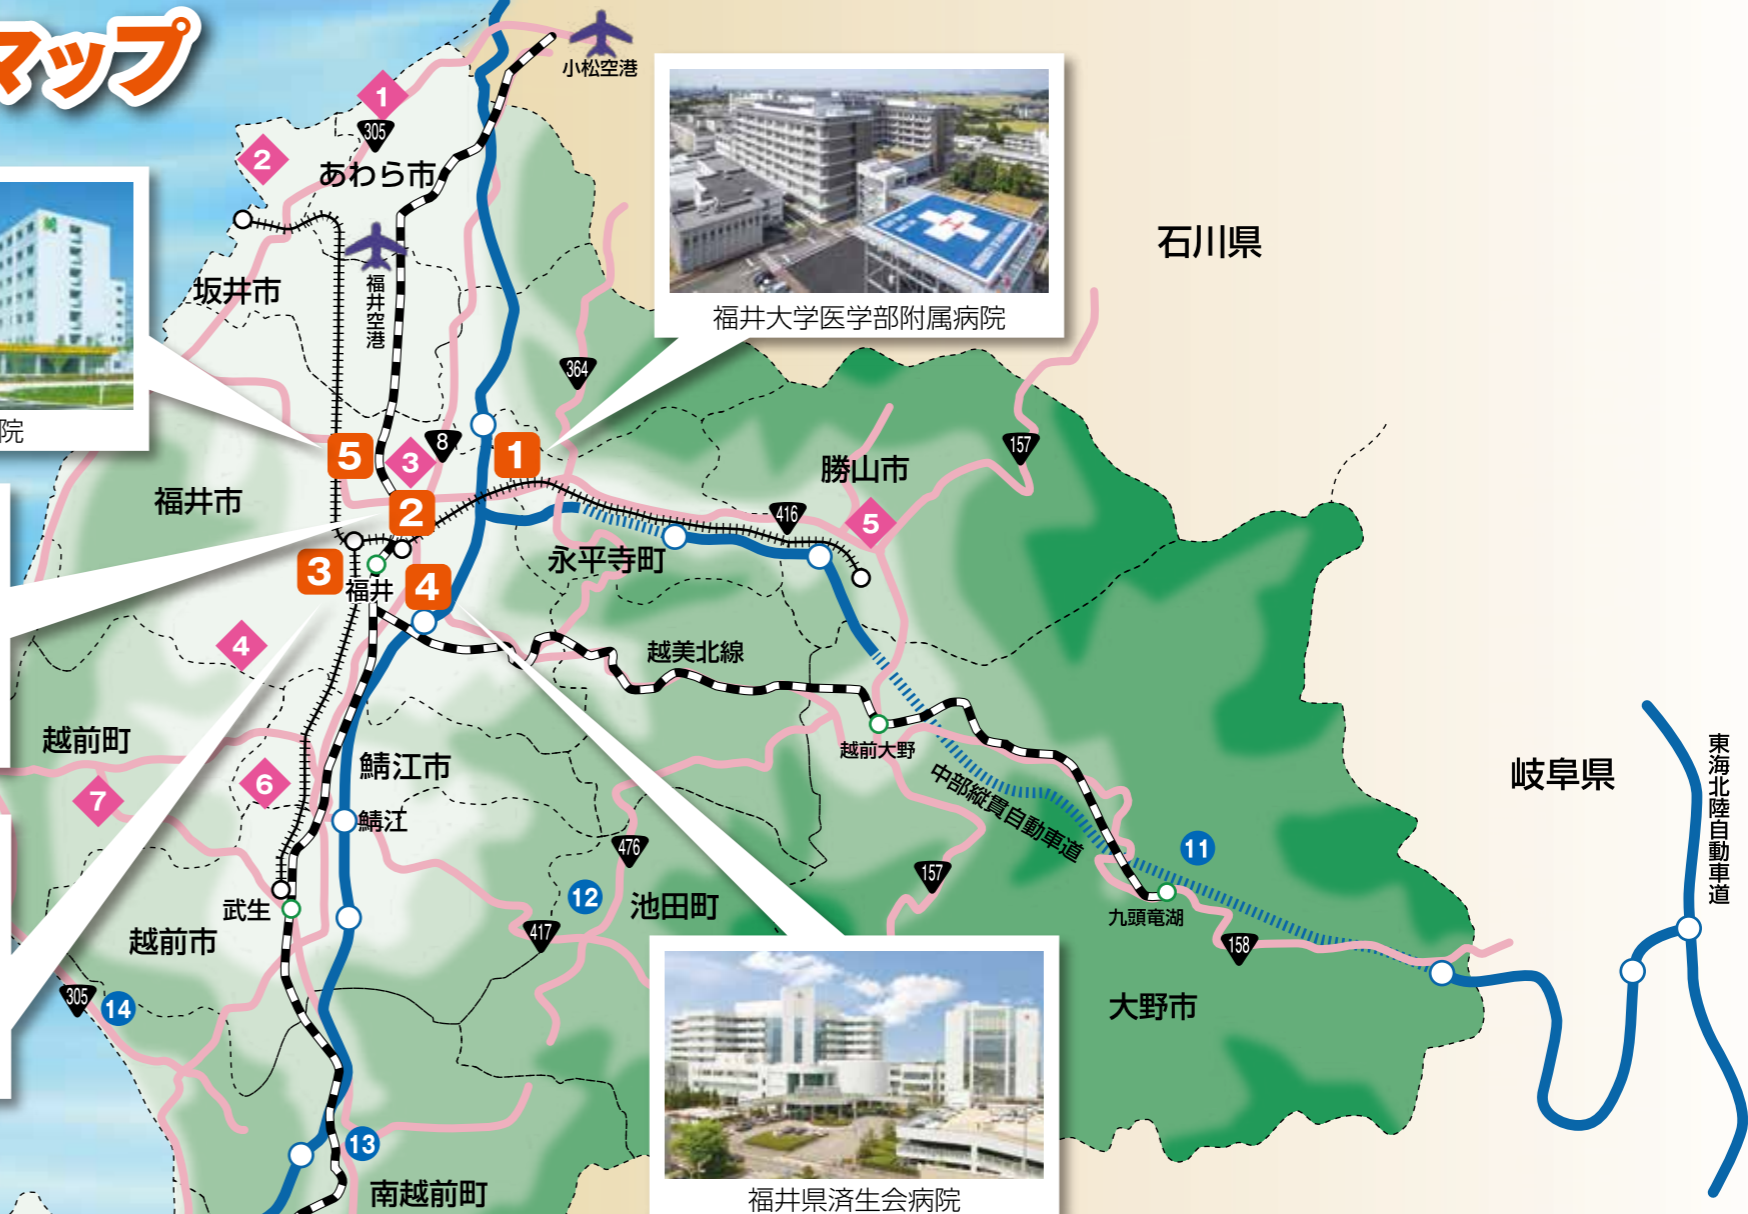 マップ
小松空港
1
305
2
あわら市
石川県
福井空港
坂井市
福井大学医学部附属病院
364
院
8
5
3
1
157
勝山市
福井市
2
416
5
永平寺町
3
福井
4
4
越美北線
越前町
越前大野
東海北陸自動車道
鯖江市
中部縦貫自動車道
岐阜県
6
7
鯖江
476
11
157
12
池田町
武生
九頭竜湖
417
越前市
158
305
14
大野市
13
南越前町
福井県済生会病院